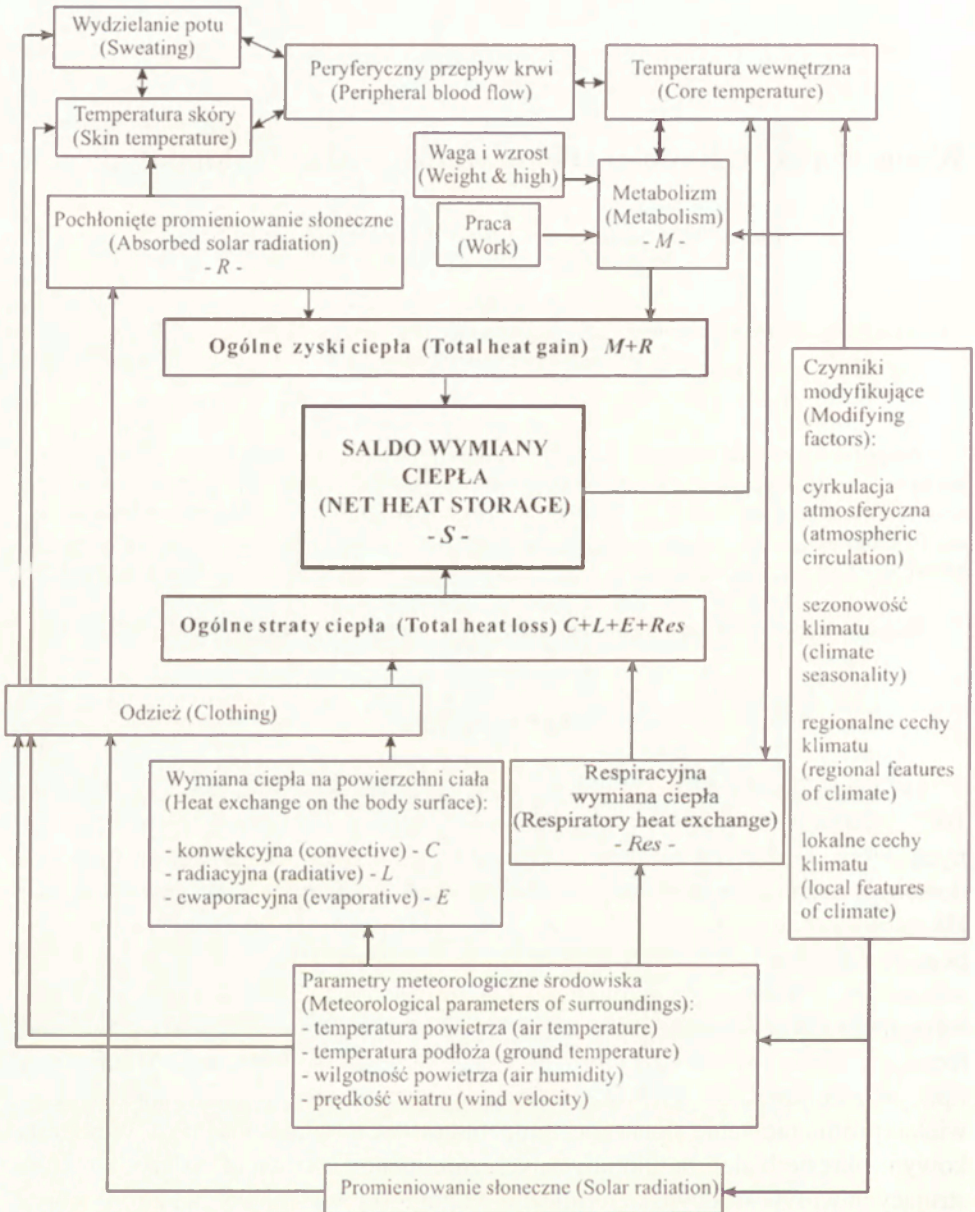 Wydzielanie potu
(Sweating)
Peryferyczny przepływ krwi
(Peripheral blood flow)
Temperatura wewnętrzna
(Core temperature)
Temperatura skóry
(Skin temperature)
Waga i wzrost
(Weight & high)
Metabolizm
(Metabolism)
- M -
Praca
(Work)
Pochłonięte promieniowanie słoneczne
(Absorbed solar radiation)
- R -
Ogólne zyski ciepła (Total heat gain) M+R
SALDO WYMIANY
CIEPŁA
(NET HEAT STORAGE)
- S -
Ogólne straty ciepła (Total heat loss) C+L+E+Res
Czynniki
modyfikujące
(Modifying
factors):
cyrkulacja
atmosferyczna
(atmospheric
circulation)
sezonowość
klimatu
(climate
seasonality)
regionalne cechy
klimatu
(regional features
of climate)
lokalne cechy
klimatu
(local features
of climate)
Odzież (Clothing)
Wymiana ciepła na powierzchni ciała
(Heat exchange on the body surface):
- konwekcyjna (convective) - C
- radiacyjna (radiative) - L
- ewaporacyjna (evaporative) - E
Respiracyjna
wymiana ciepła
(Respiratory heat exchange)
- Res -
Parametry meteorologiczne środowiska
(Meteorological parameters of surroundings):
- temperatura powietrza (air temperature)
- temperatura podłoża (ground temperature)
- wilgotność powietrza (air humidity)
- prędkość wiatru (wind velocity)
Promieniowanie słoneczne (Solar radiation)